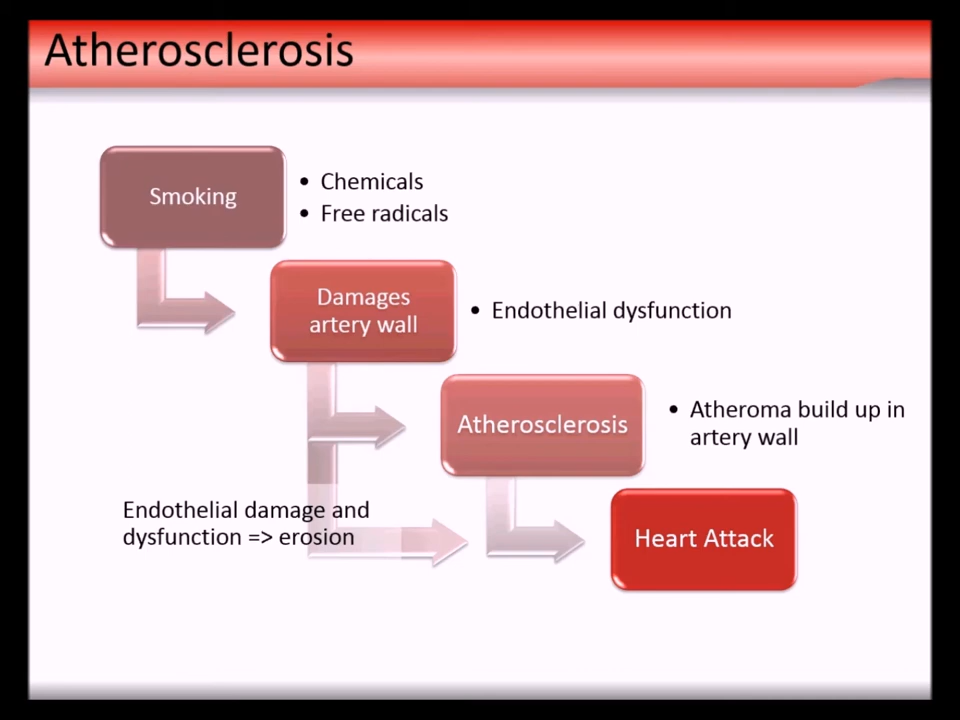 Atherosclerosis
Smoking
• Chemicals
• Free radicals
Damages
artery wall
• Endothelial dysfunction
Atherosclerosis
• Atheroma build up in
artery wall
Endothelial damage and
dysfunction => erosion
Heart Attack